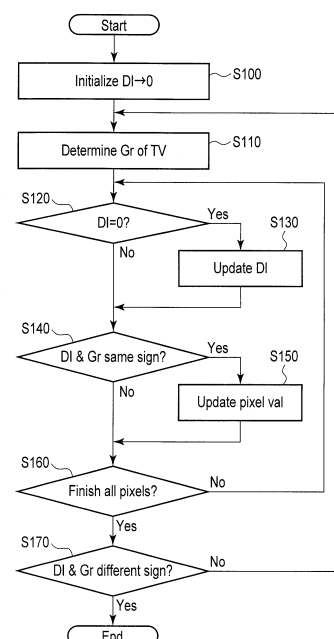 Start
Initialize DI→0
S100
Determine Gr of TV
S110
S120
DI=0?
Yes
S130
No
Update DI
S140
DI & Gr same sign?
Yes
S150
No
Update pixel val
S160
Finish all pixels?
No
Yes
S170
DI & Gr different sign?
No
Yes
End